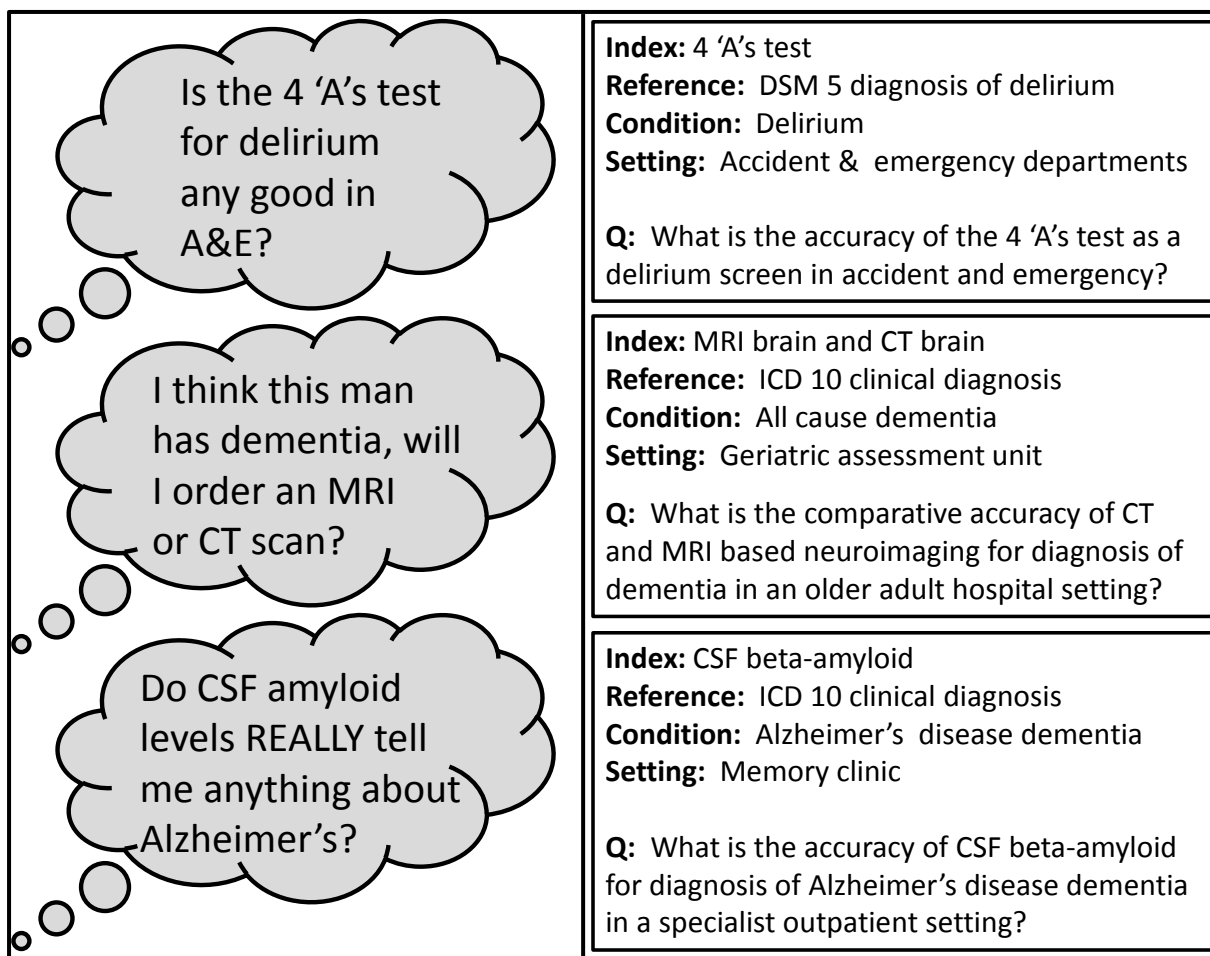 Is the 4 ‘A’s test
for delirium
any good in
A&E?
Index: 4 ‘A’s test
Reference:  DSM 5 diagnosis of delirium
Condition:  Delirium
Setting:  Accident &  emergency departments
Q:  What is the accuracy of the 4 ‘A’s test as a
delirium screen in accident and emergency?
I think this man
has dementia, will
I order an MRI
or CT scan?
Index: MRI brain and CT brain
Reference:  ICD 10 clinical diagnosis
Condition:  All cause dementia
Setting:  Geriatric assessment unit
Q:  What is the comparative accuracy of CT
and MRI based neuroimaging for diagnosis of
dementia in an older adult hospital setting?
Do CSF amyloid
levels REALLY tell
me anything about
Alzheimer’s?
Index: CSF beta-amyloid
Reference:  ICD 10 clinical diagnosis
Condition:  Alzheimer’s  disease dementia
Setting:  Memory clinic
Q:  What is the accuracy of CSF beta-amyloid
for diagnosis of Alzheimer’s disease dementia
in a specialist outpatient setting?